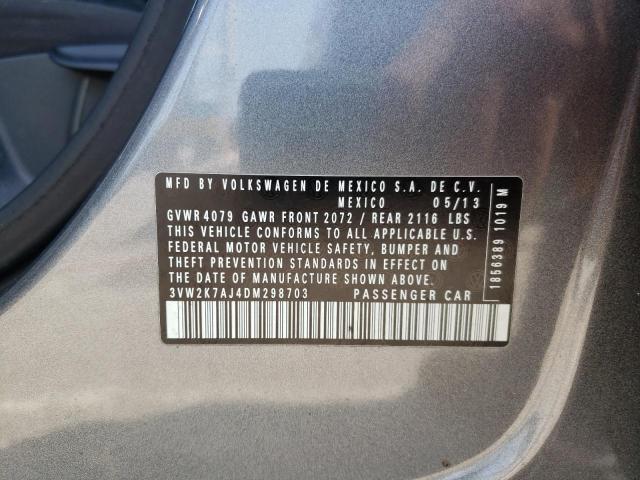 MFD BY VOLKSWAGEN DE MEXICO S.A. DE C.V.
MEXICO 05/13
GVWR 4079 GAWR FRONT 2072 / REAR 2116 LBS
THIS VEHICLE CONFORMS TO ALL APPLICABLE U.S.
FEDERAL MOTOR VEHICLE SAFETY, BUMPER AND
THEFT PREVENTION STANDARDS IN EFFECT ON
THE DATE OF MANUFACTURE SHOWN ABOVE.
3VW2K7AJ4DM298703 PASSENGER CAR
1856389 1019 M